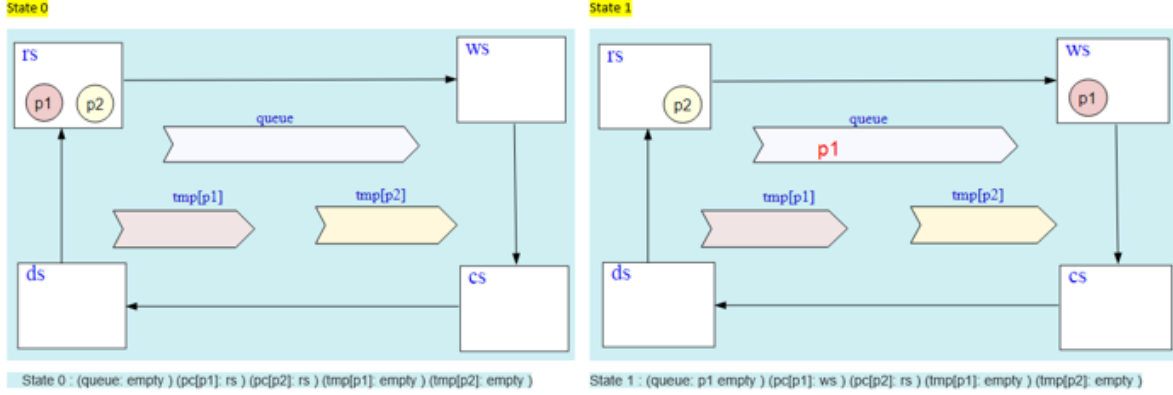 State 0
rs
ws
p1
p2
queue
tmp[p1]
tmp[p2]
ds
cs
State 0 : (queue: empty ) (pc[p1]: rs ) (pc[p2]: rs ) (tmp[p1]: empty ) (tmp[p2]: empty )
State 1
rs
ws
p2
p1
queue
p1
tmp[p1]
tmp[p2]
ds
cs
State 1 : (queue: p1 empty ) (pc[p1]: ws ) (pc[p2]: rs ) (tmp[p1]: empty ) (tmp[p2]: empty )